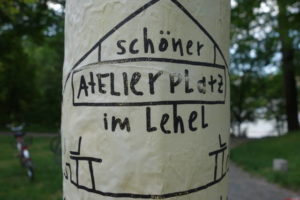 schöner
ATELIERPLATZ
im Lehel